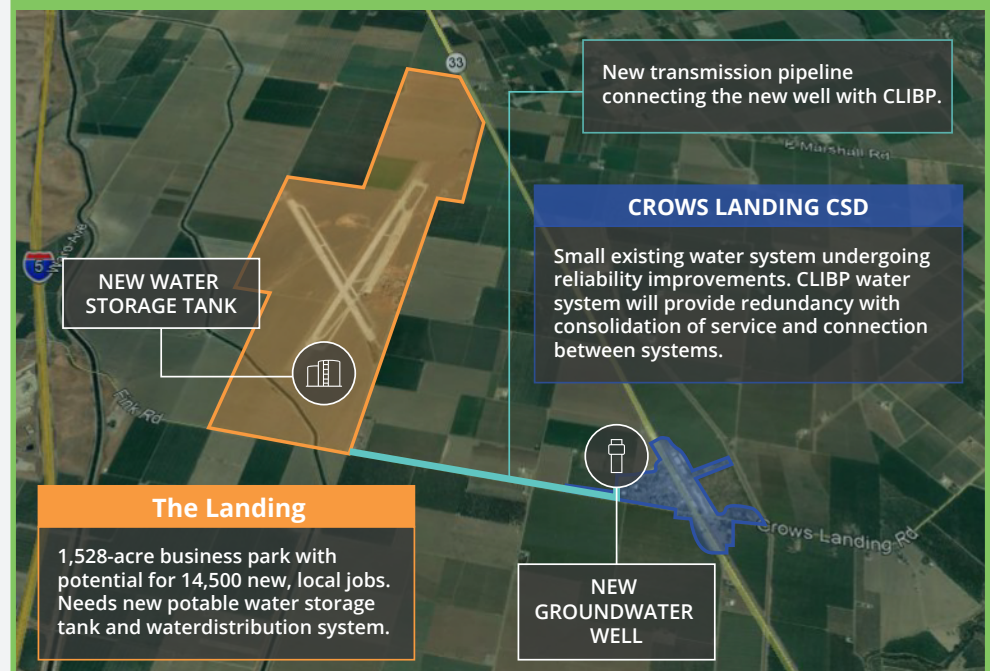 33
New transmission pipeline
connecting the new well with CLIBP.
E Marshall Rd
CROWS LANDING CSD
Small existing water system undergoing
reliability improvements. CLIBP water
system will provide redundancy with
consolidation of service and connection
between systems.
Ward Ave
5
NEW WATER
STORAGE TANK
Fink Rd
The Landing
1,528-acre business park with
potential for 14,500 new, local jobs.
Needs new potable water storage
tank and waterdistribution system.
NEW
GROUNDWATER
WELL
Crows Landing Rd